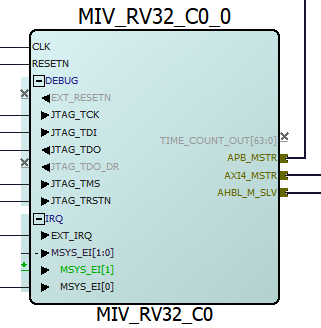 MIV_RV32_C0_0
CLK
RESETN
DEBUG
EXT_RESETN
JTAG_TCK
JTAG_TDI
JTAG_TDO
JTAG_TDO_DR
JTAG_TMS
JTAG_TRSTN
IRQ
EXT_IRQ
MSYS_EI[1:0]
MSYS_EI[1]
MSYS_EI[0]
TIME_COUNT_OUT[63:0]
APB_MSTR
AXI4_MSTR
AHBL_M_SLV
MIV_RV32_C0